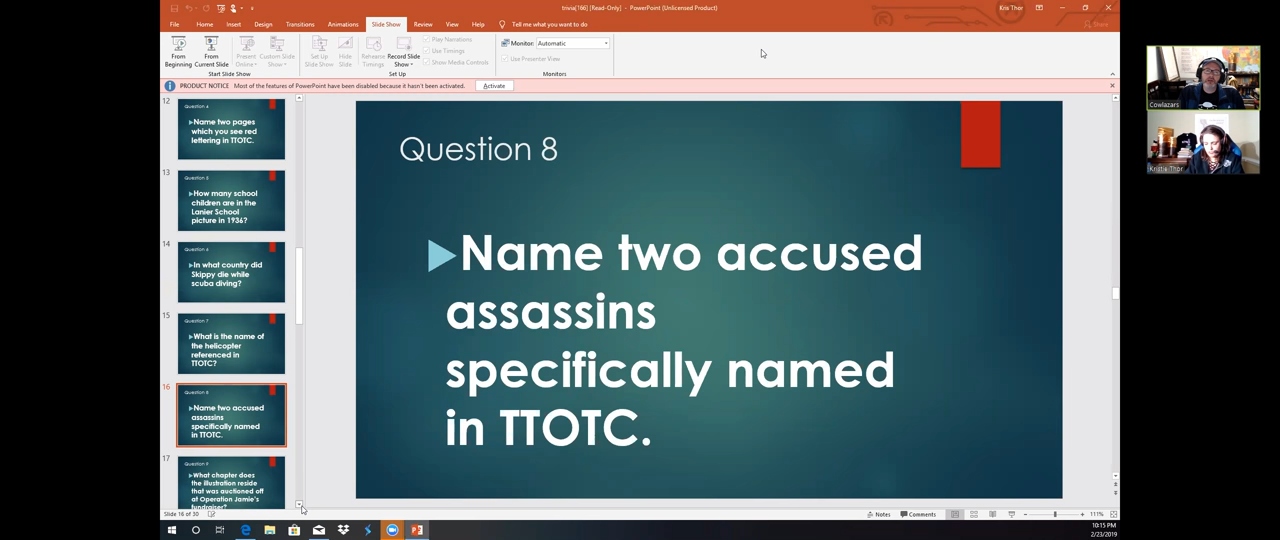 trivia[166] [Read-Only] - PowerPoint (Unlicensed Product)
Kris Thor
File
Home
Insert
Design
Transitions
Animations
Slide Show
Review
View
Help
Tell me what you want to do
Share
From Beginning
From Current Slide
Present Online
Custom Slide Show
Start Slide Show
Set Up Slide Show
Hide Slide
Rehearse Timings
Record Slide Show
Play Narrations
Use Timings
Show Media Controls
Set Up
Monitor: Automatic
Use Presenter View
Monitors
PRODUCT NOTICE Most of the features of PowerPoint have been disabled because it hasn't been activated.
Activate
12
Question 4
Name two pages
which you see red
lettering in TTOTC.
13
Question 5
How many school
children are in the
Lanier School
picture in 1936?
14
Question 6
In what country did
Skippy die while
scuba diving?
15
Question 7
What is the name of
the helicopter
referenced in
TTOTC?
16
Question 8
Name two accused
assassins
specifically named
in TTOTC.
17
Question 9
What chapter does
the illustration reside
that was auctioned off
at Operation Jamie's
fundraiser?
Question 8
Name two accused
assassins
specifically named
in TTOTC.
Cowlazars
Kristie Thor
Slide 16 of 30
Notes
Comments
111%
10:15 PM
2/23/2019